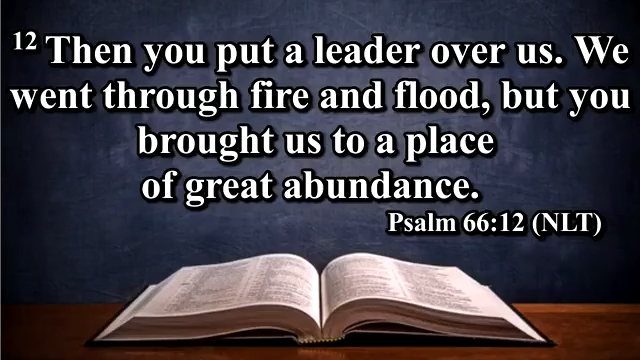 12 Then you put a leader over us. We
went through fire and flood, but you
brought us to a place
of great abundance.
Psalm 66:12 (NLT)